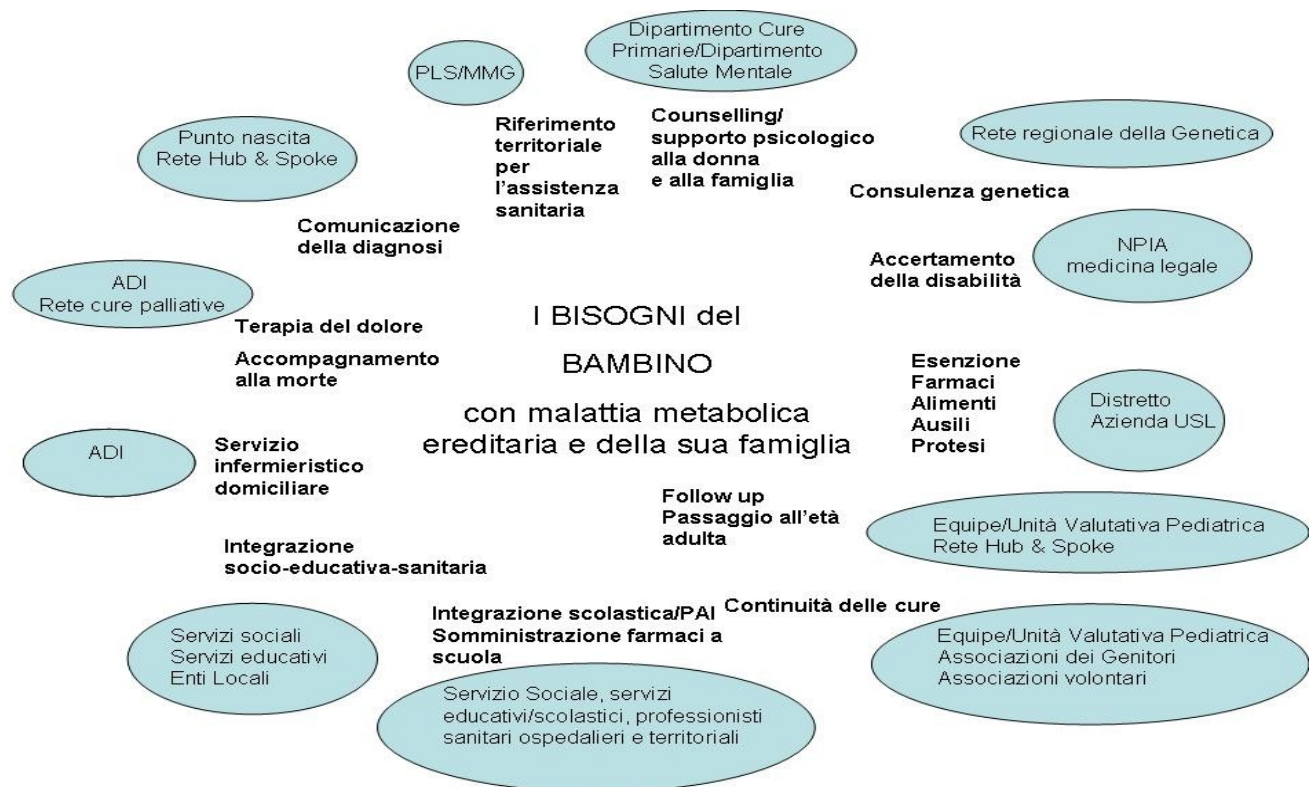 Dipartimento Cure
Primarie/Dipartimento
Salute Mentale
PLS/MMG
Counselling/
supporto psicologico
alla donna
e alla famiglia
Riferimento
territoriale
per
l'assistenza
sanitaria
Punto nascita
Rete Hub & Spoke
Rete regionale della Genetica
Consulenza genetica
Comunicazione
della diagnosi
NPIA
medicina legale
Accertamento
della disabilità
ADI
Rete cure palliative
Terapia del dolore
Accompagnamento
alla morte
I BISOGNI del
BAMBINO
con malattia metabolica
ereditaria e della sua famiglia
Esenzione
Farmaci
Alimenti
Ausili
Protesi
Distretto
Azienda USL
ADI
Servizio
infermieristico
domiciliare
Follow up
Passaggio all'età
adulta
Equipe/Unità Valutativa Pediatrica
Rete Hub & Spoke
Integrazione
socio-educativa-sanitaria
Integrazione scolastica/PAI
Somministrazione farmaci a
scuola
Continuità delle cure
Servizi sociali
Servizi educativi
Enti Locali
Servizio Sociale, servizi
educativi/scolastici, professionisti
sanitari ospedalieri e territoriali
Equipe/Unità Valutativa Pediatrica
Associazioni dei Genitori
Associazioni volontari